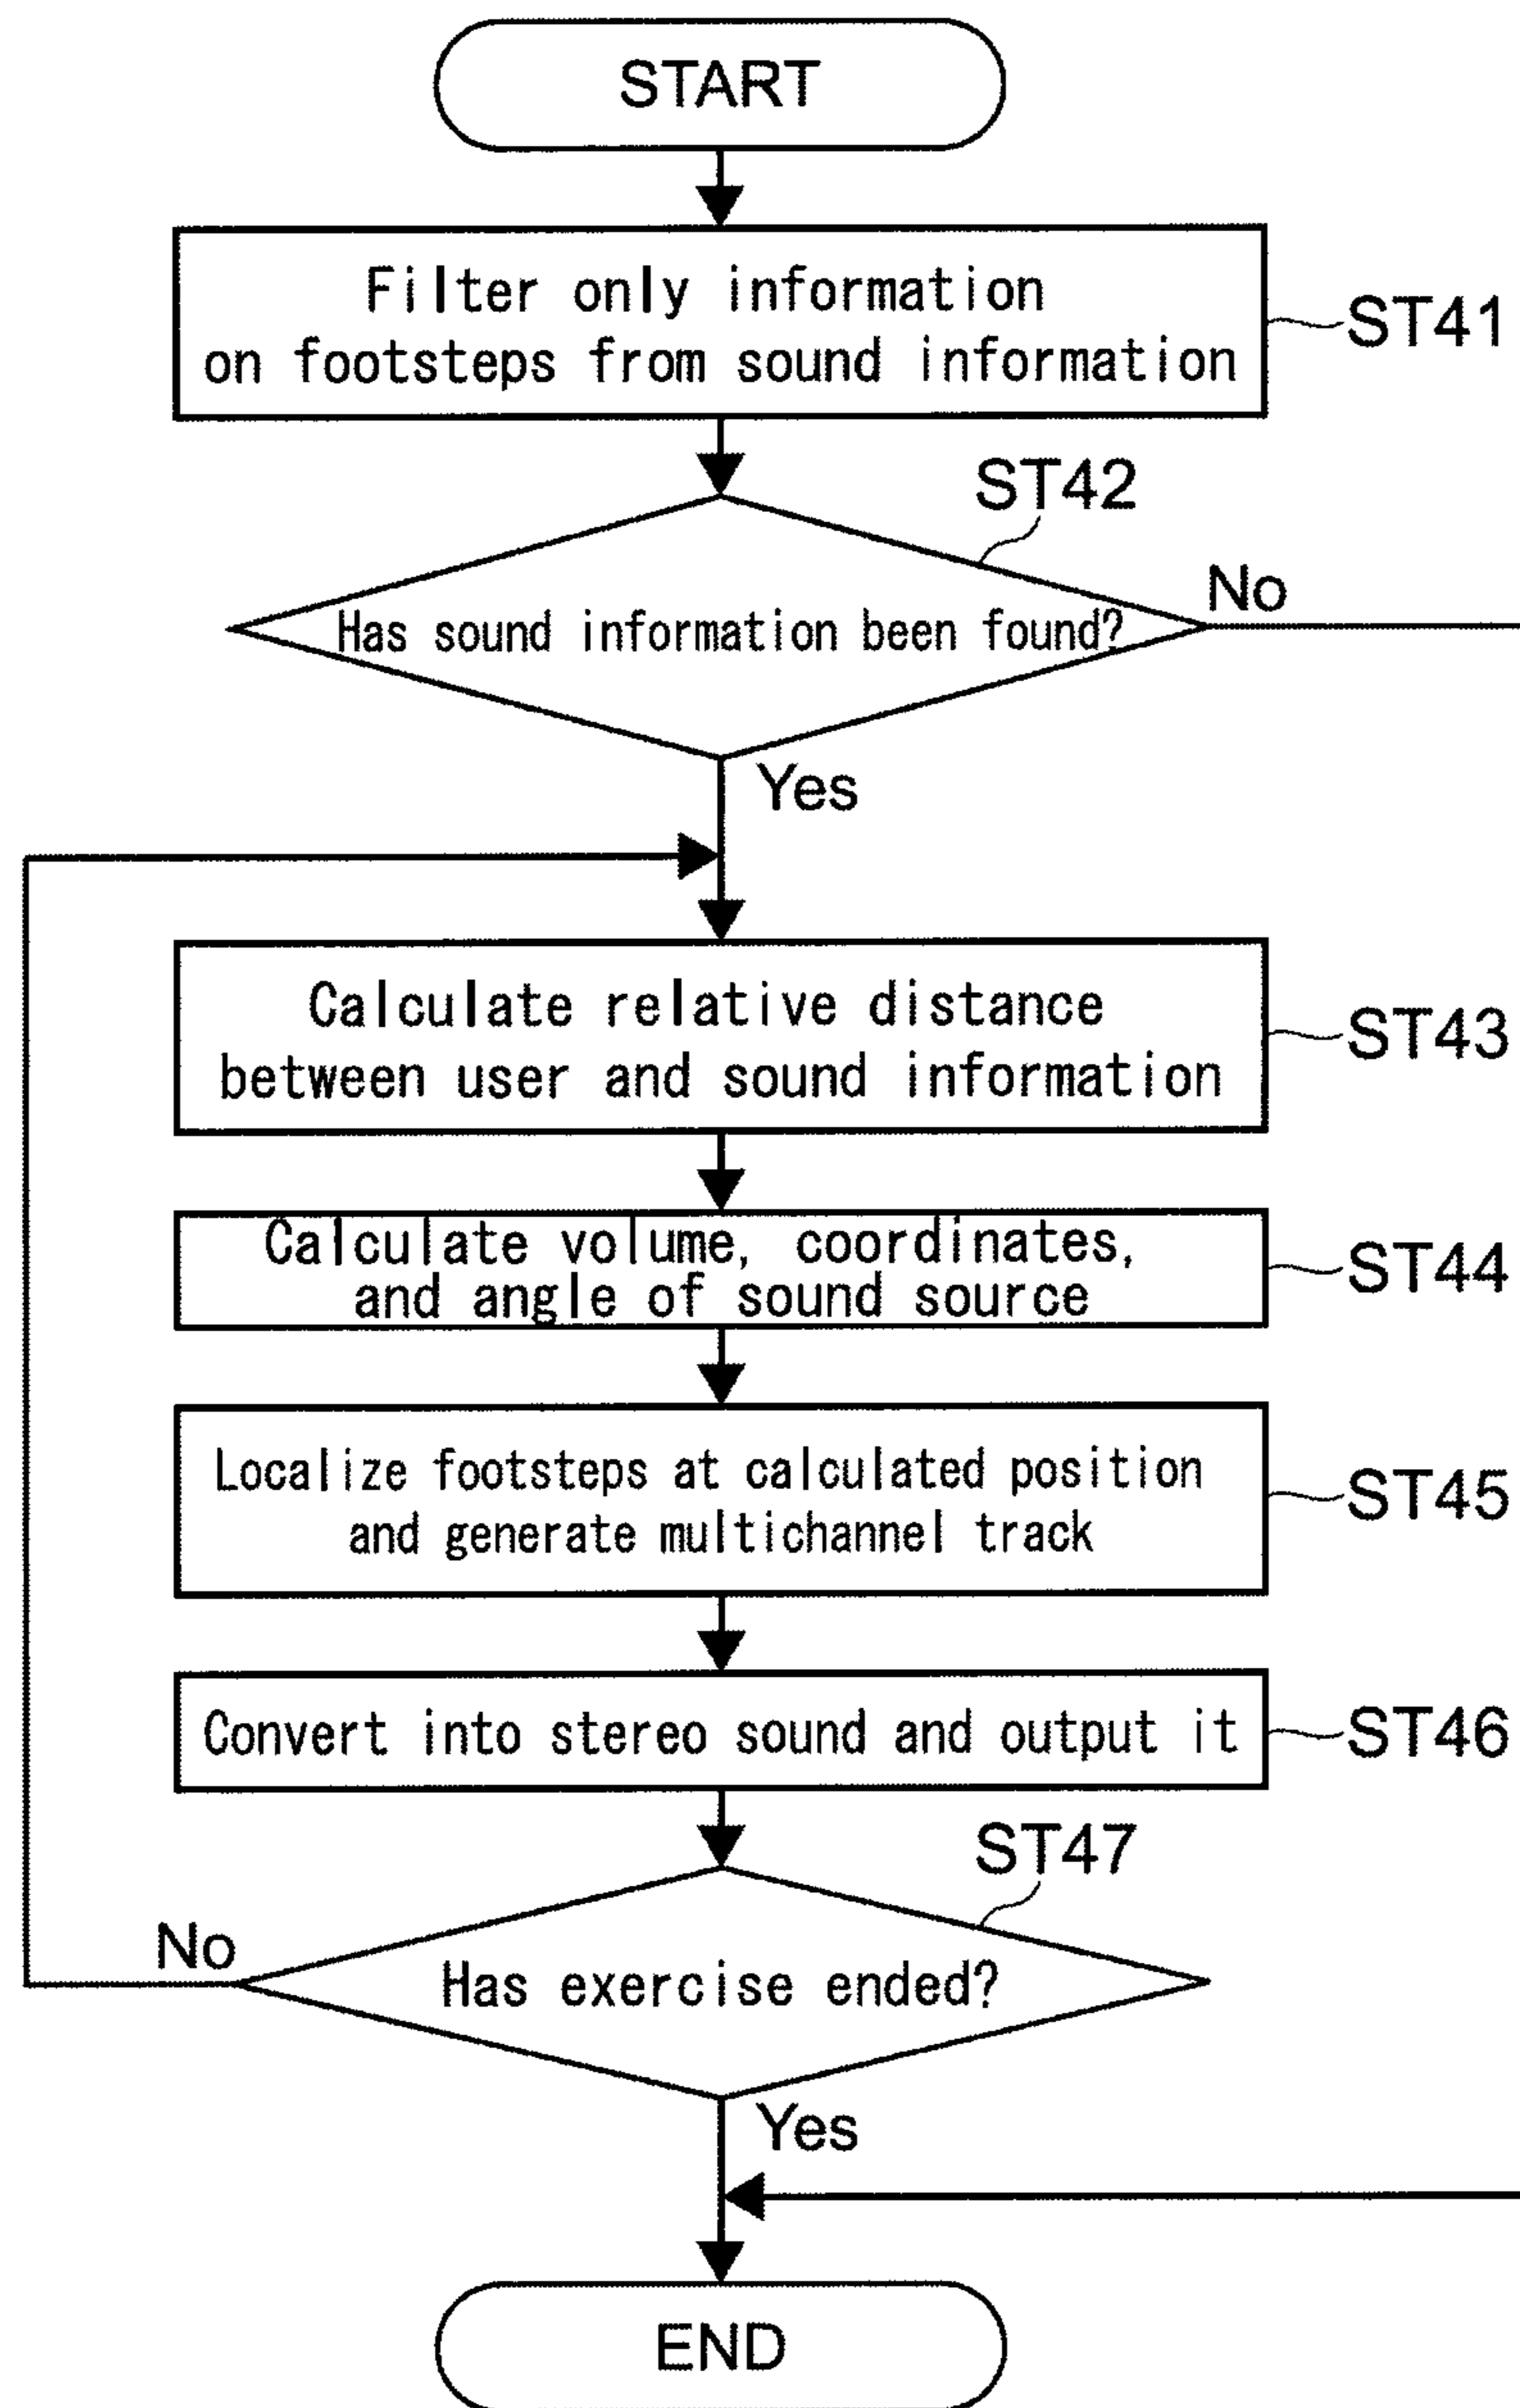 START
Filter only information
on footsteps from sound information
ST41
ST42
Has sound information been found?
No
Yes
Calculate relative distance
between user and sound information
ST43
Calculate volume, coordinates,
and angle of sound source
ST44
Localize footsteps at calculated position
and generate multichannel track
ST45
Convert into stereo sound and output it
ST46
ST47
No
Has exercise ended?
Yes
END